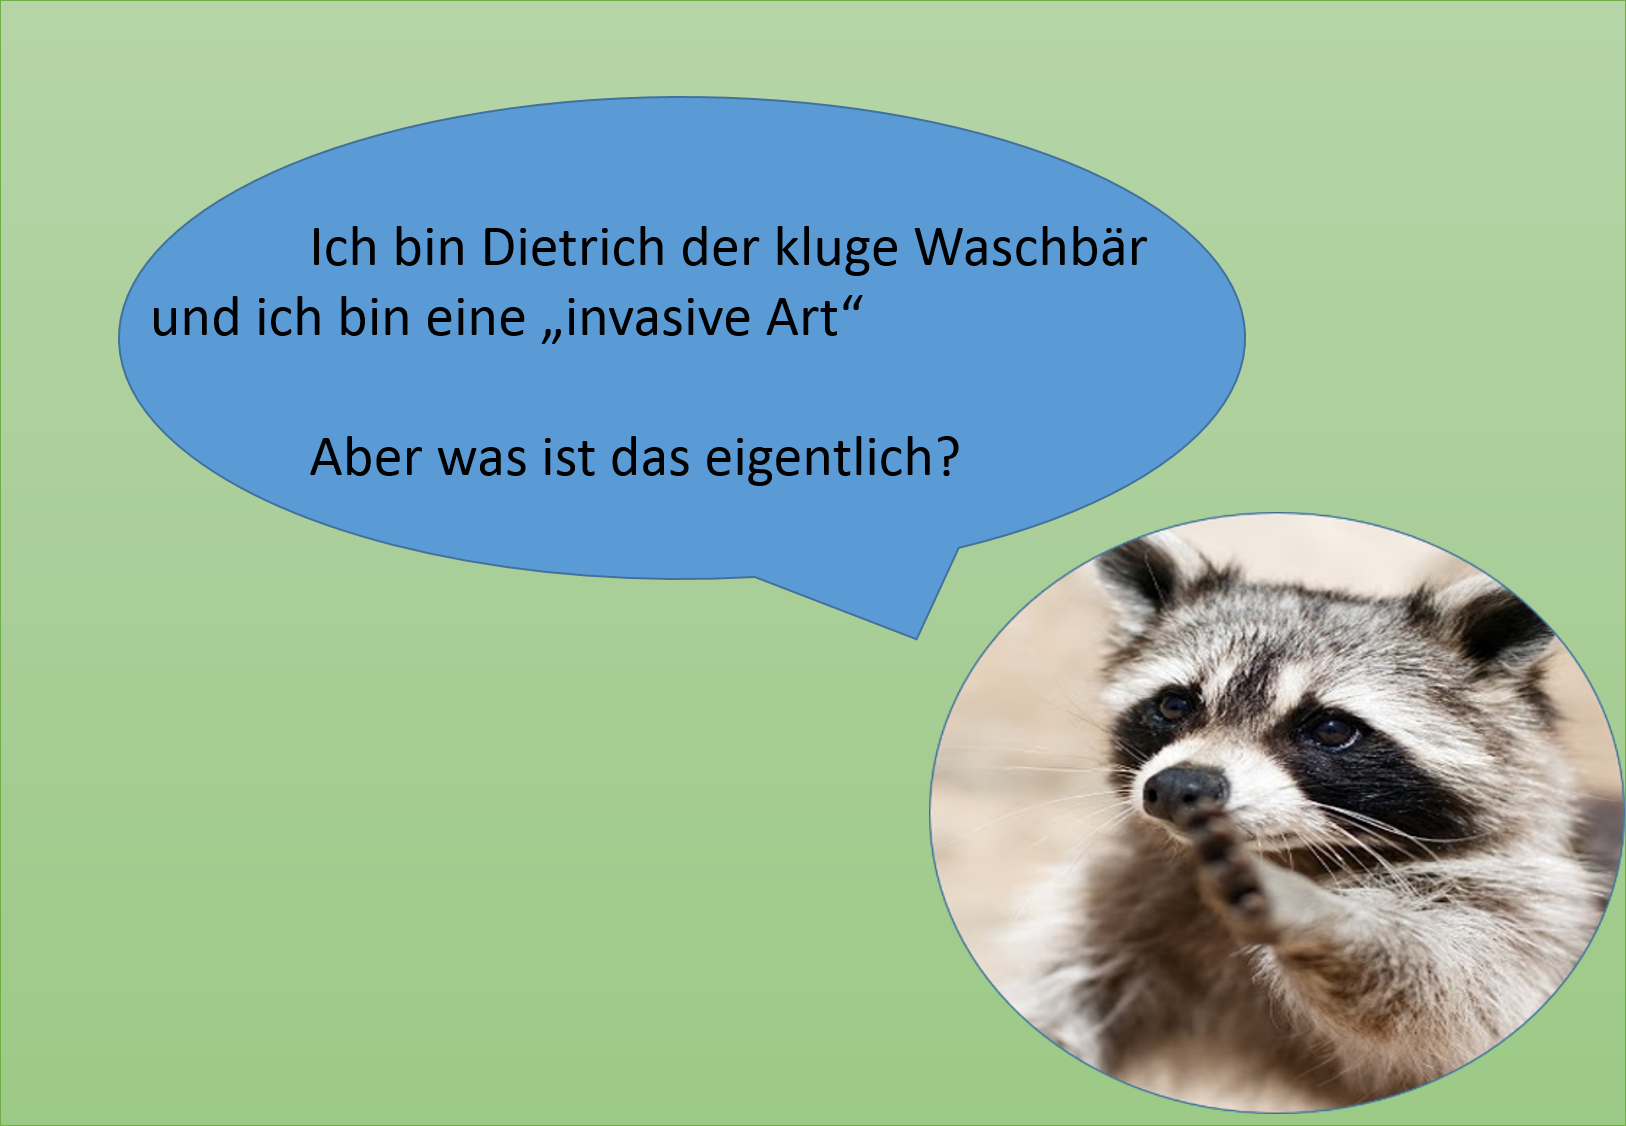 Ich bin Dietrich der kluge Waschbär
und ich bin eine „invasive Art“
Aber was ist das eigentlich?